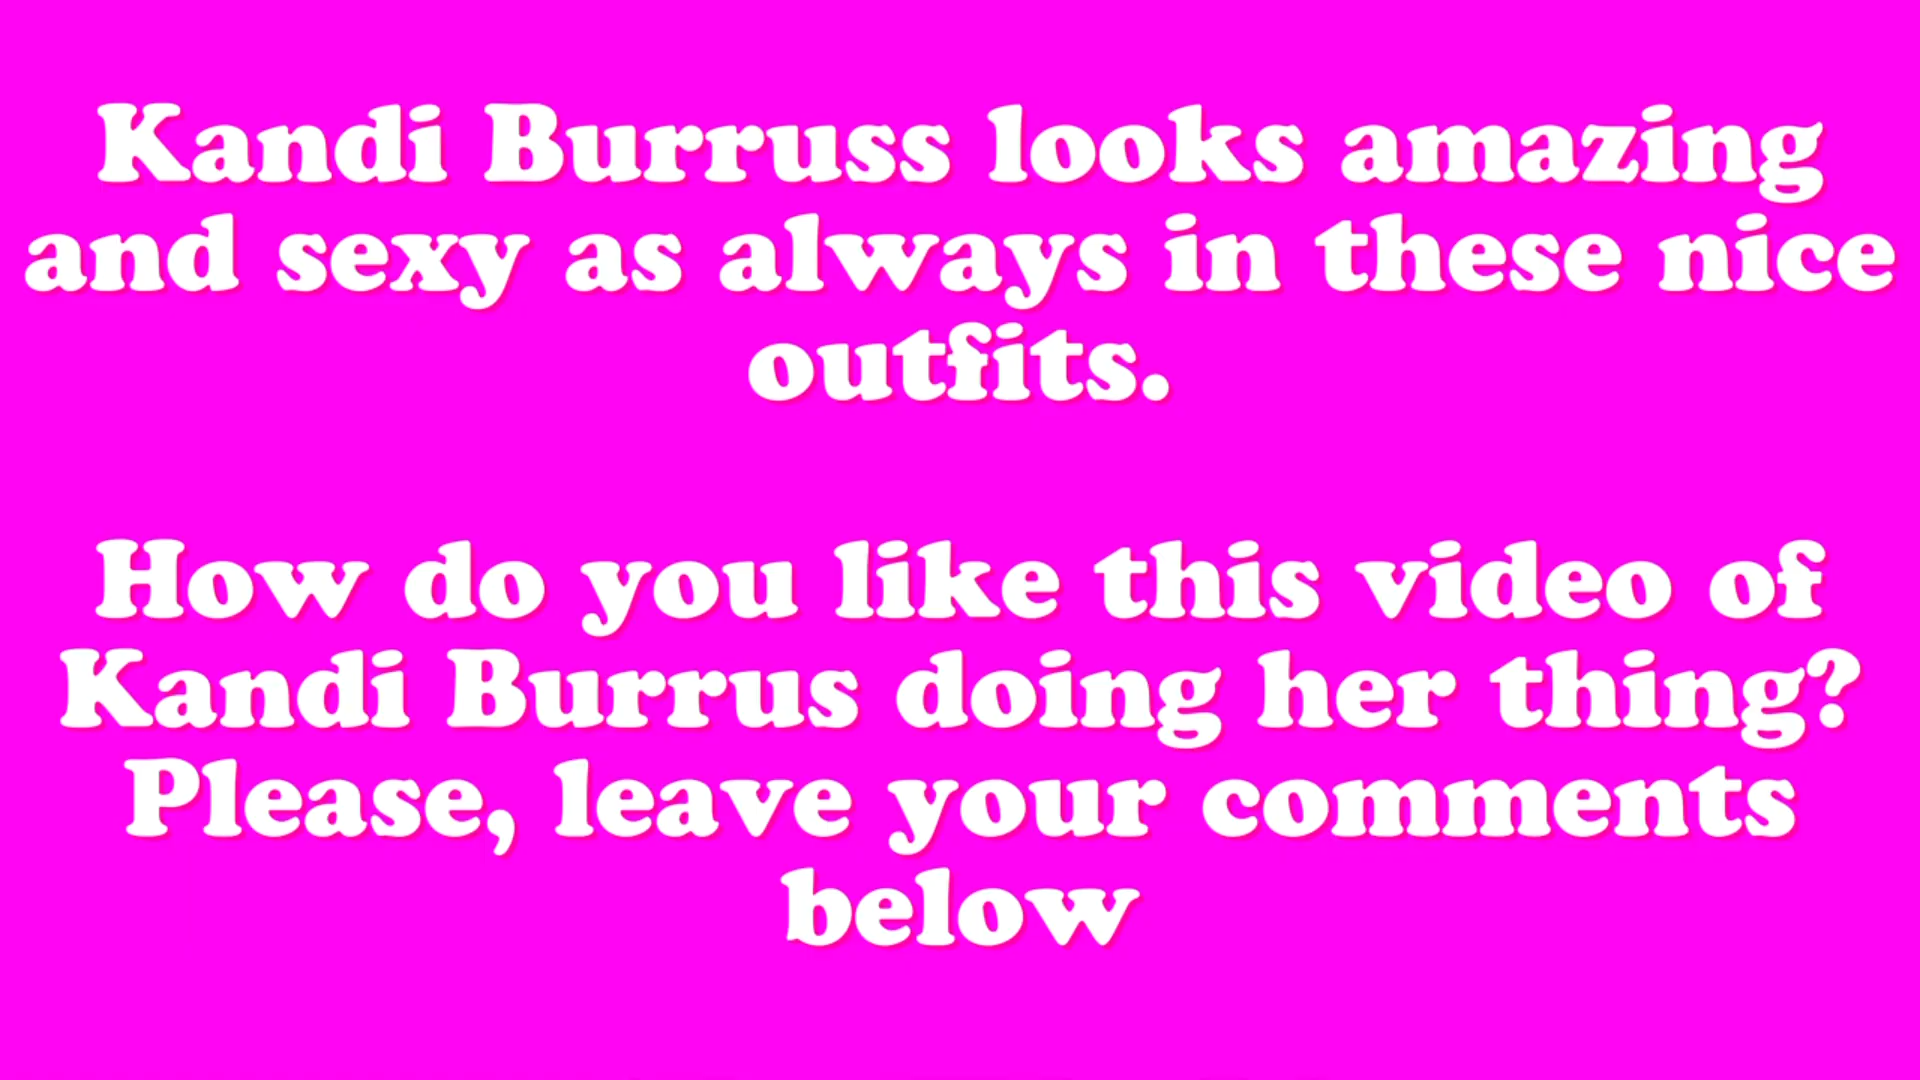 Kandi Burruss looks amazing
and sexy as always in these nice
outfits.
How do you like this video of
Kandi Burrus doing her thing?
Please, leave your comments
below